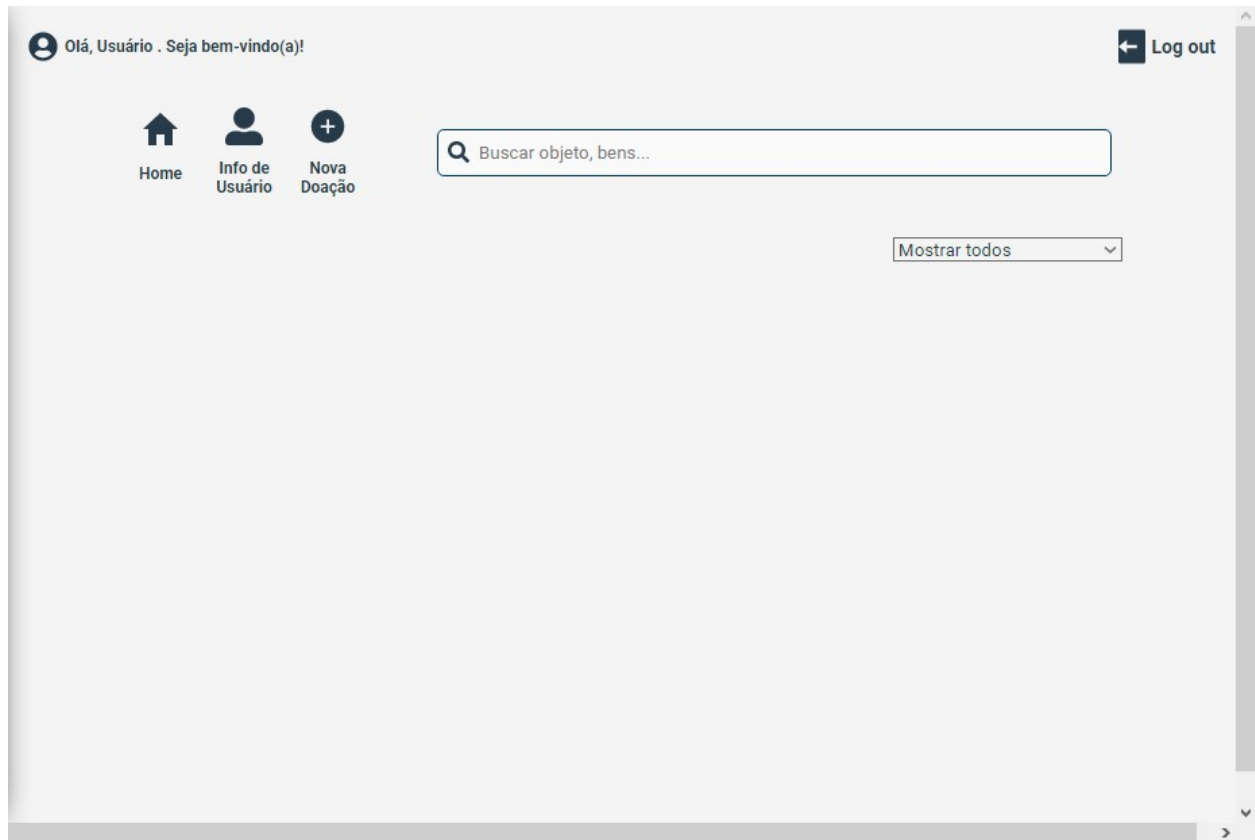 Olá, Usuário . Seja bem-vindo(a)!
Log out
Home
Info de
Usuário
Nova
Doação
Buscar objeto, bens...
Mostrar todos